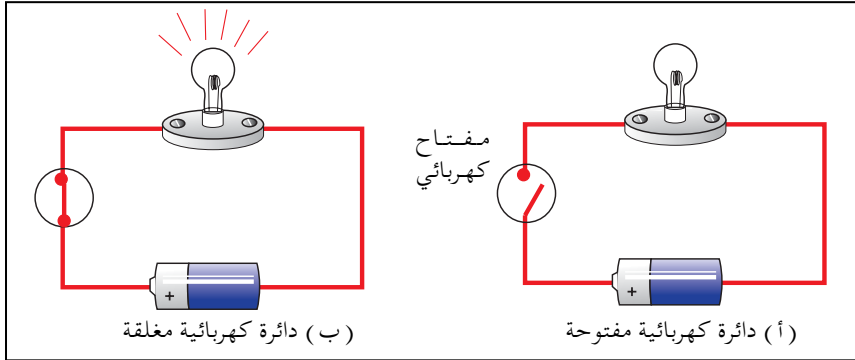 مفتاح
كهربائي
+
+
(أ) دائرة كهربائية مفتوحة
(ب) دائرة كهربائية مغلقة